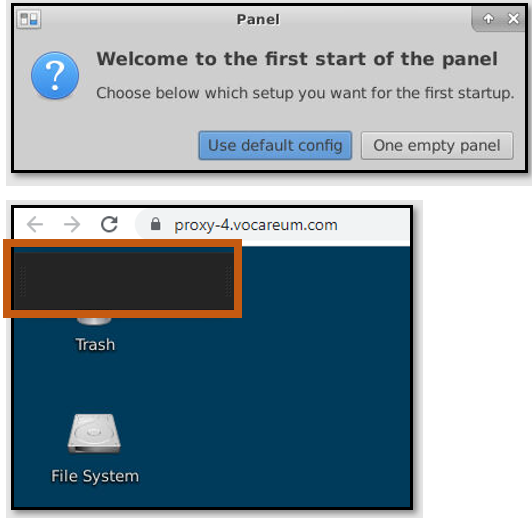 Panel
Welcome to the first start of the panel
Choose below which setup you want for the first startup.
Use default config
One empty panel
proxy-4.vocareum.com
Trash
File System